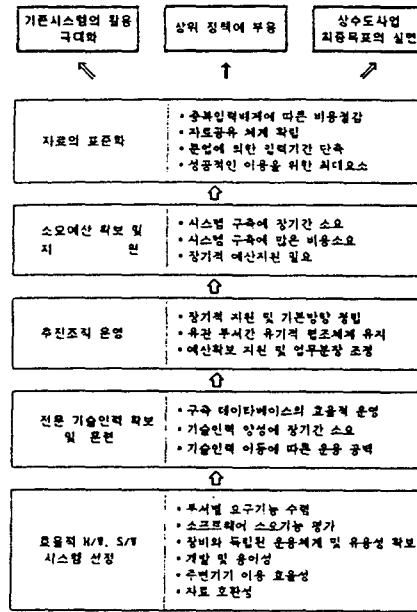 기존시스템의 활용
극대화
상위 정책에 부응
상수도사업
최종목표의 실현
자료의 표준화
• 중복입력배제에 따른 비용절감
• 자료공유 체계 확립
• 분업에 의한 입력기간 단축
• 성공적인 이용을 위한 최대요소
소요예산 확보 및
지 원
• 시스템 구축에 장기간 소요
• 시스템 구축에 많은 비용소요
• 장기적 예산지원 필요
추진조직 운영
• 장기적 지원 및 기본방향 정립
• 유관 부서간 유기적 협조체제 유지
• 예산확보 지원 및 업무분장 조정
전문 기술인력 확보
및 훈련
• 구축 데이타베이스의 효율적 운영
• 기술인력 양성에 장기간 소요
• 기술인력 이동에 따른 운용 공백
효율적 H/W, S/W
시스템 선정
• 부서별 요구기능 수렴
• 소프트웨어 소요기능 평가
• 장비와 독립된 운용체계 및 유용성 확보
• 개발 및 용이성
• 주변기기 이용 효율성
• 자료 호환성